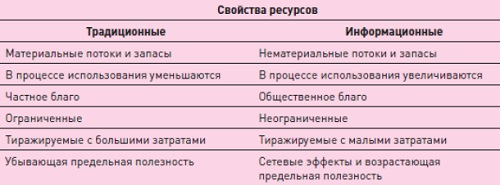 Свойства ресурсов
Традиционные Информационные
Материальные потоки и запасы Нематериальные потоки и запасы
В процессе использования уменьшаются В процессе использования увеличиваются
Частное благо Общественное благо
Ограниченные Неограниченные
Тиражируемые с большими затратами Тиражируемые с малыми затратами
Убывающая предельная полезность Сетевые эффекты и возрастающая
предельная полезность